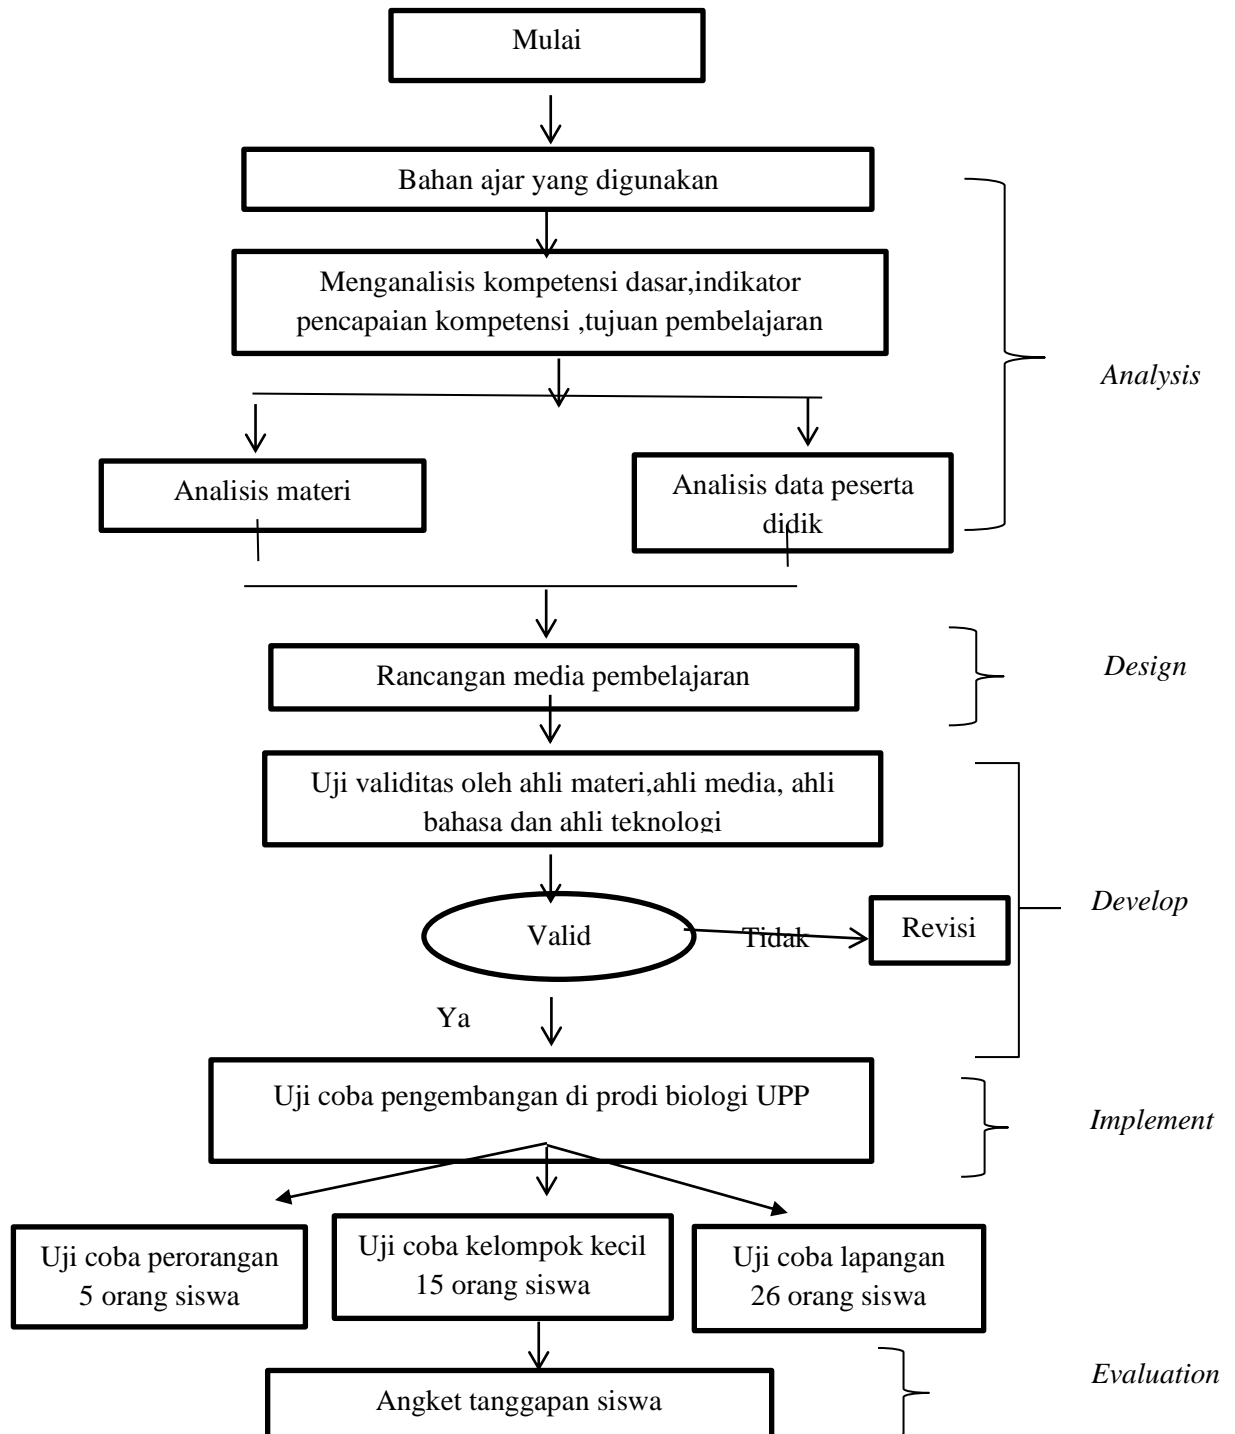 Mulai
Bahan ajar yang digunakan
Menganalisis kompetensi dasar,indikator
pencapaian kompetensi ,tujuan pembelajaran
Analysis
Analisis materi
Analisis data peserta
didik
Rancangan media pembelajaran
Design
Uji validitas oleh ahli materi,ahli media, ahli
bahasa dan ahli teknologi
Develop
Valid
Tidak
Revisi
Ya
Uji coba pengembangan di prodi biologi UPP
Implement
Uji coba perorangan
5 orang siswa
Uji coba kelompok kecil
15 orang siswa
Uji coba lapangan
26 orang siswa
Angket tanggapan siswa
Evaluation